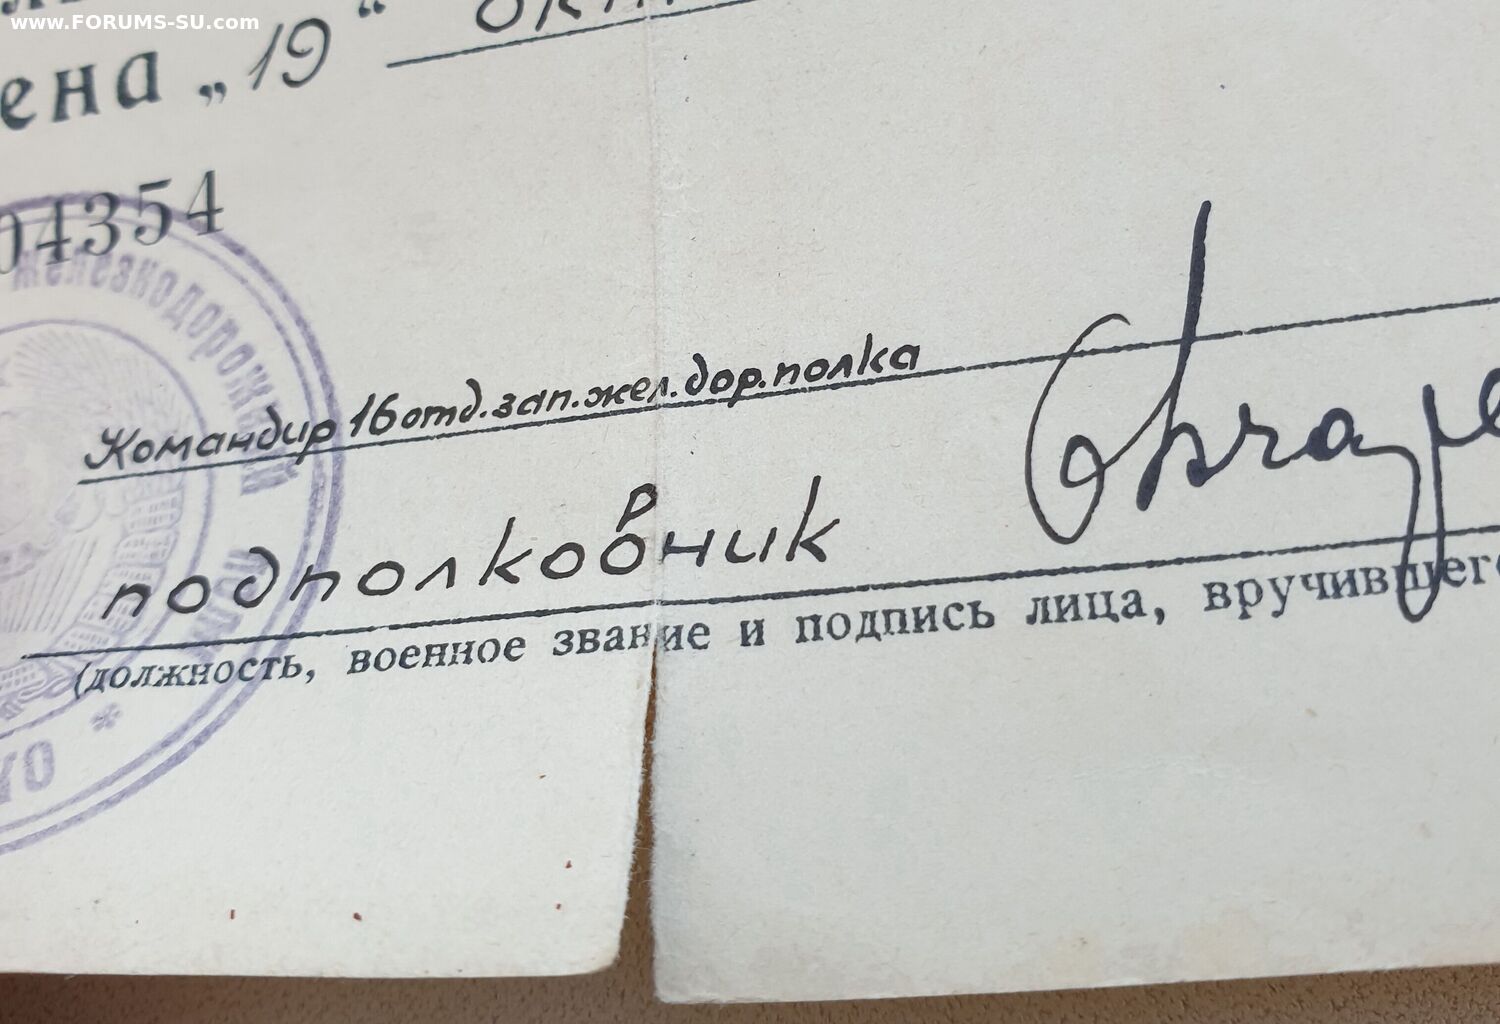 www.FORUMS-SU.com
ена „19“
04354
Железнодорожный
Командир 16 отд.зап.жел.дор.полка
подполковник
(должность, военное звание и подпись лица, вручившего